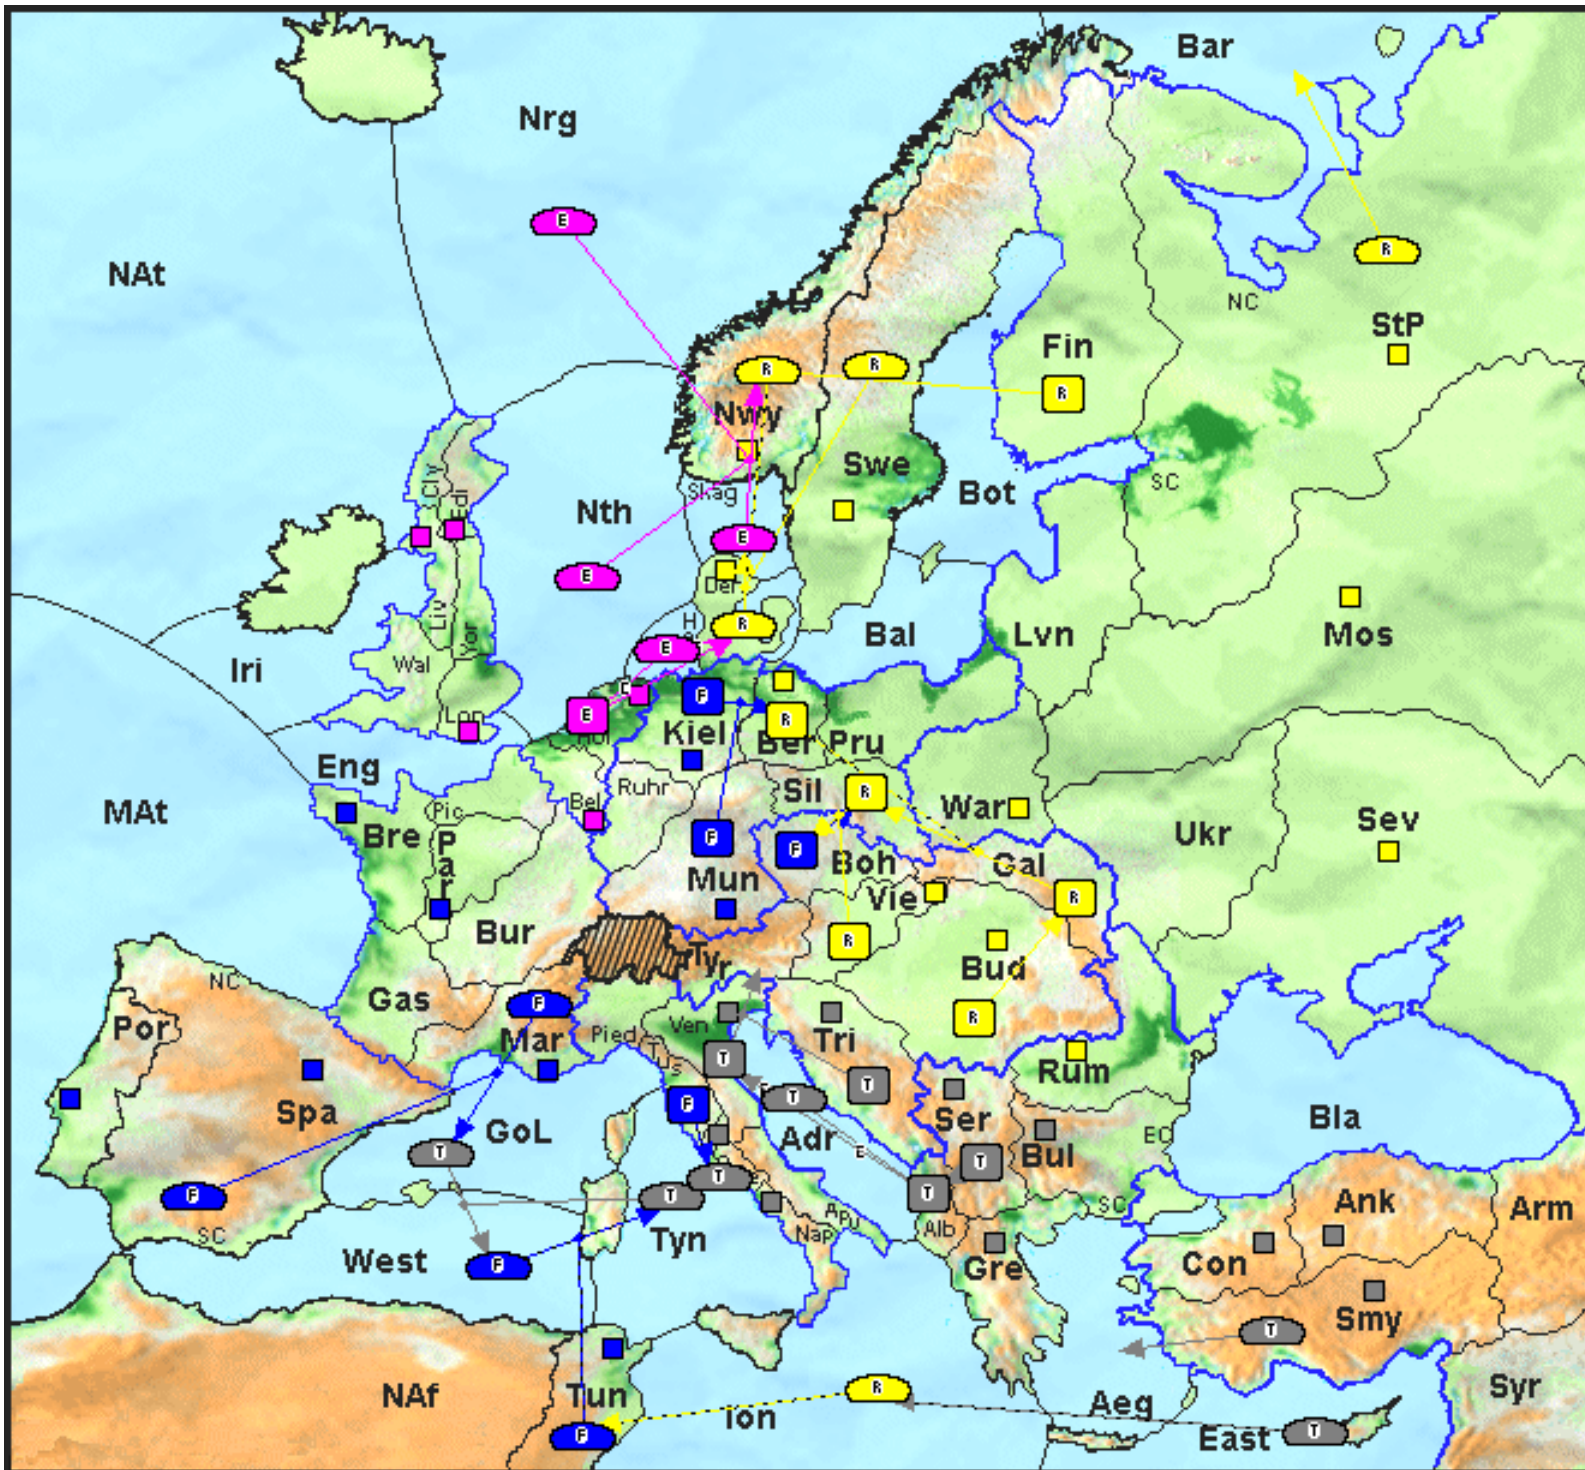 Bar
Nrg
E
R
NAt
NC
StP
Fin
R
R
R
Nwy
Swe
SC
Bot
Skag
Cly
Edi
Nth
E
E
Den
Mos
Lvn
Bal
R
H
Liv
Yor
E
Iri
Wal
F
R
E
Lon
Hol
Kiel
Ber
Pru
Eng
Ruhr
Sil
R
War
MAt
Bel
Pic
Bre
Par
F
F
Boh
Gal
Ukr
Sev
Mun
Vie
R
Bur
R
Bud
Tyr
NC
Gas
F
Por
Mar
Pied
Ven
Tri
R
Rum
Tus
T
T
Ser
Spa
F
T
GoL
Adr
Bul
EC
Bla
T
E
T
F
T
T
T
SC
Apu
Alb
SC
Ank
Arm
West
F
Tyn
Nap
Gre
Con
Smy
T
NAf
Tun
R
Ion
Aeg
Syr
F
East
T